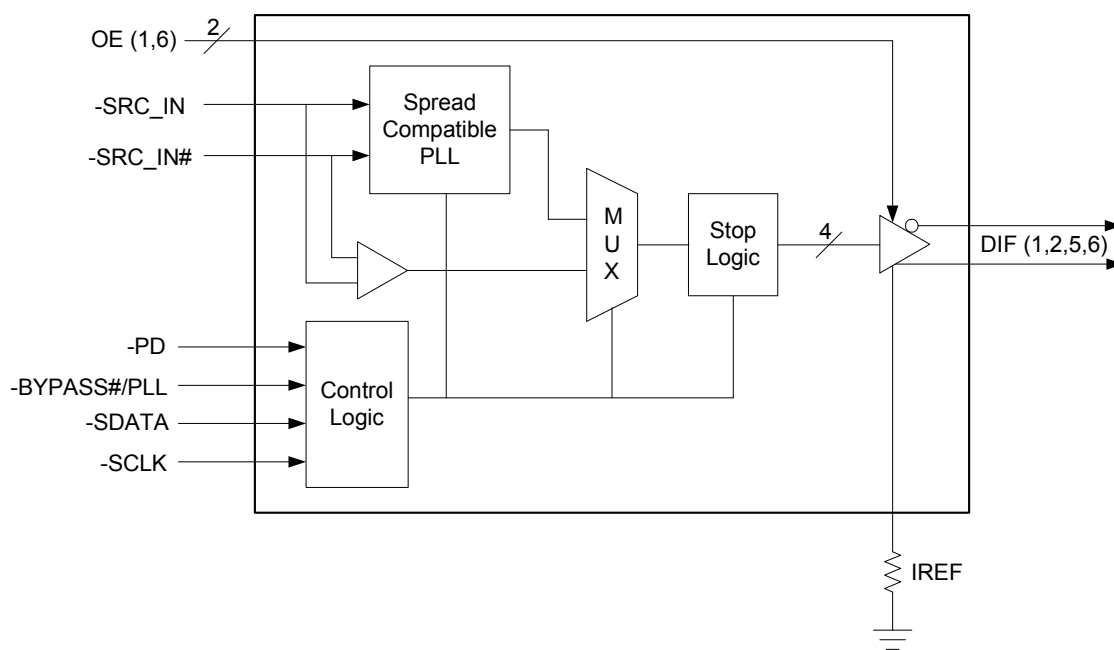 OE (1,6)
2
-SRC_IN
-SRC_IN#
Spread
Compatible
PLL
M
U
X
Stop
Logic
4
DIF (1,2,5,6)
-PD
-BYPASS#/PLL
-SDATA
-SCLK
Control
Logic
IREF